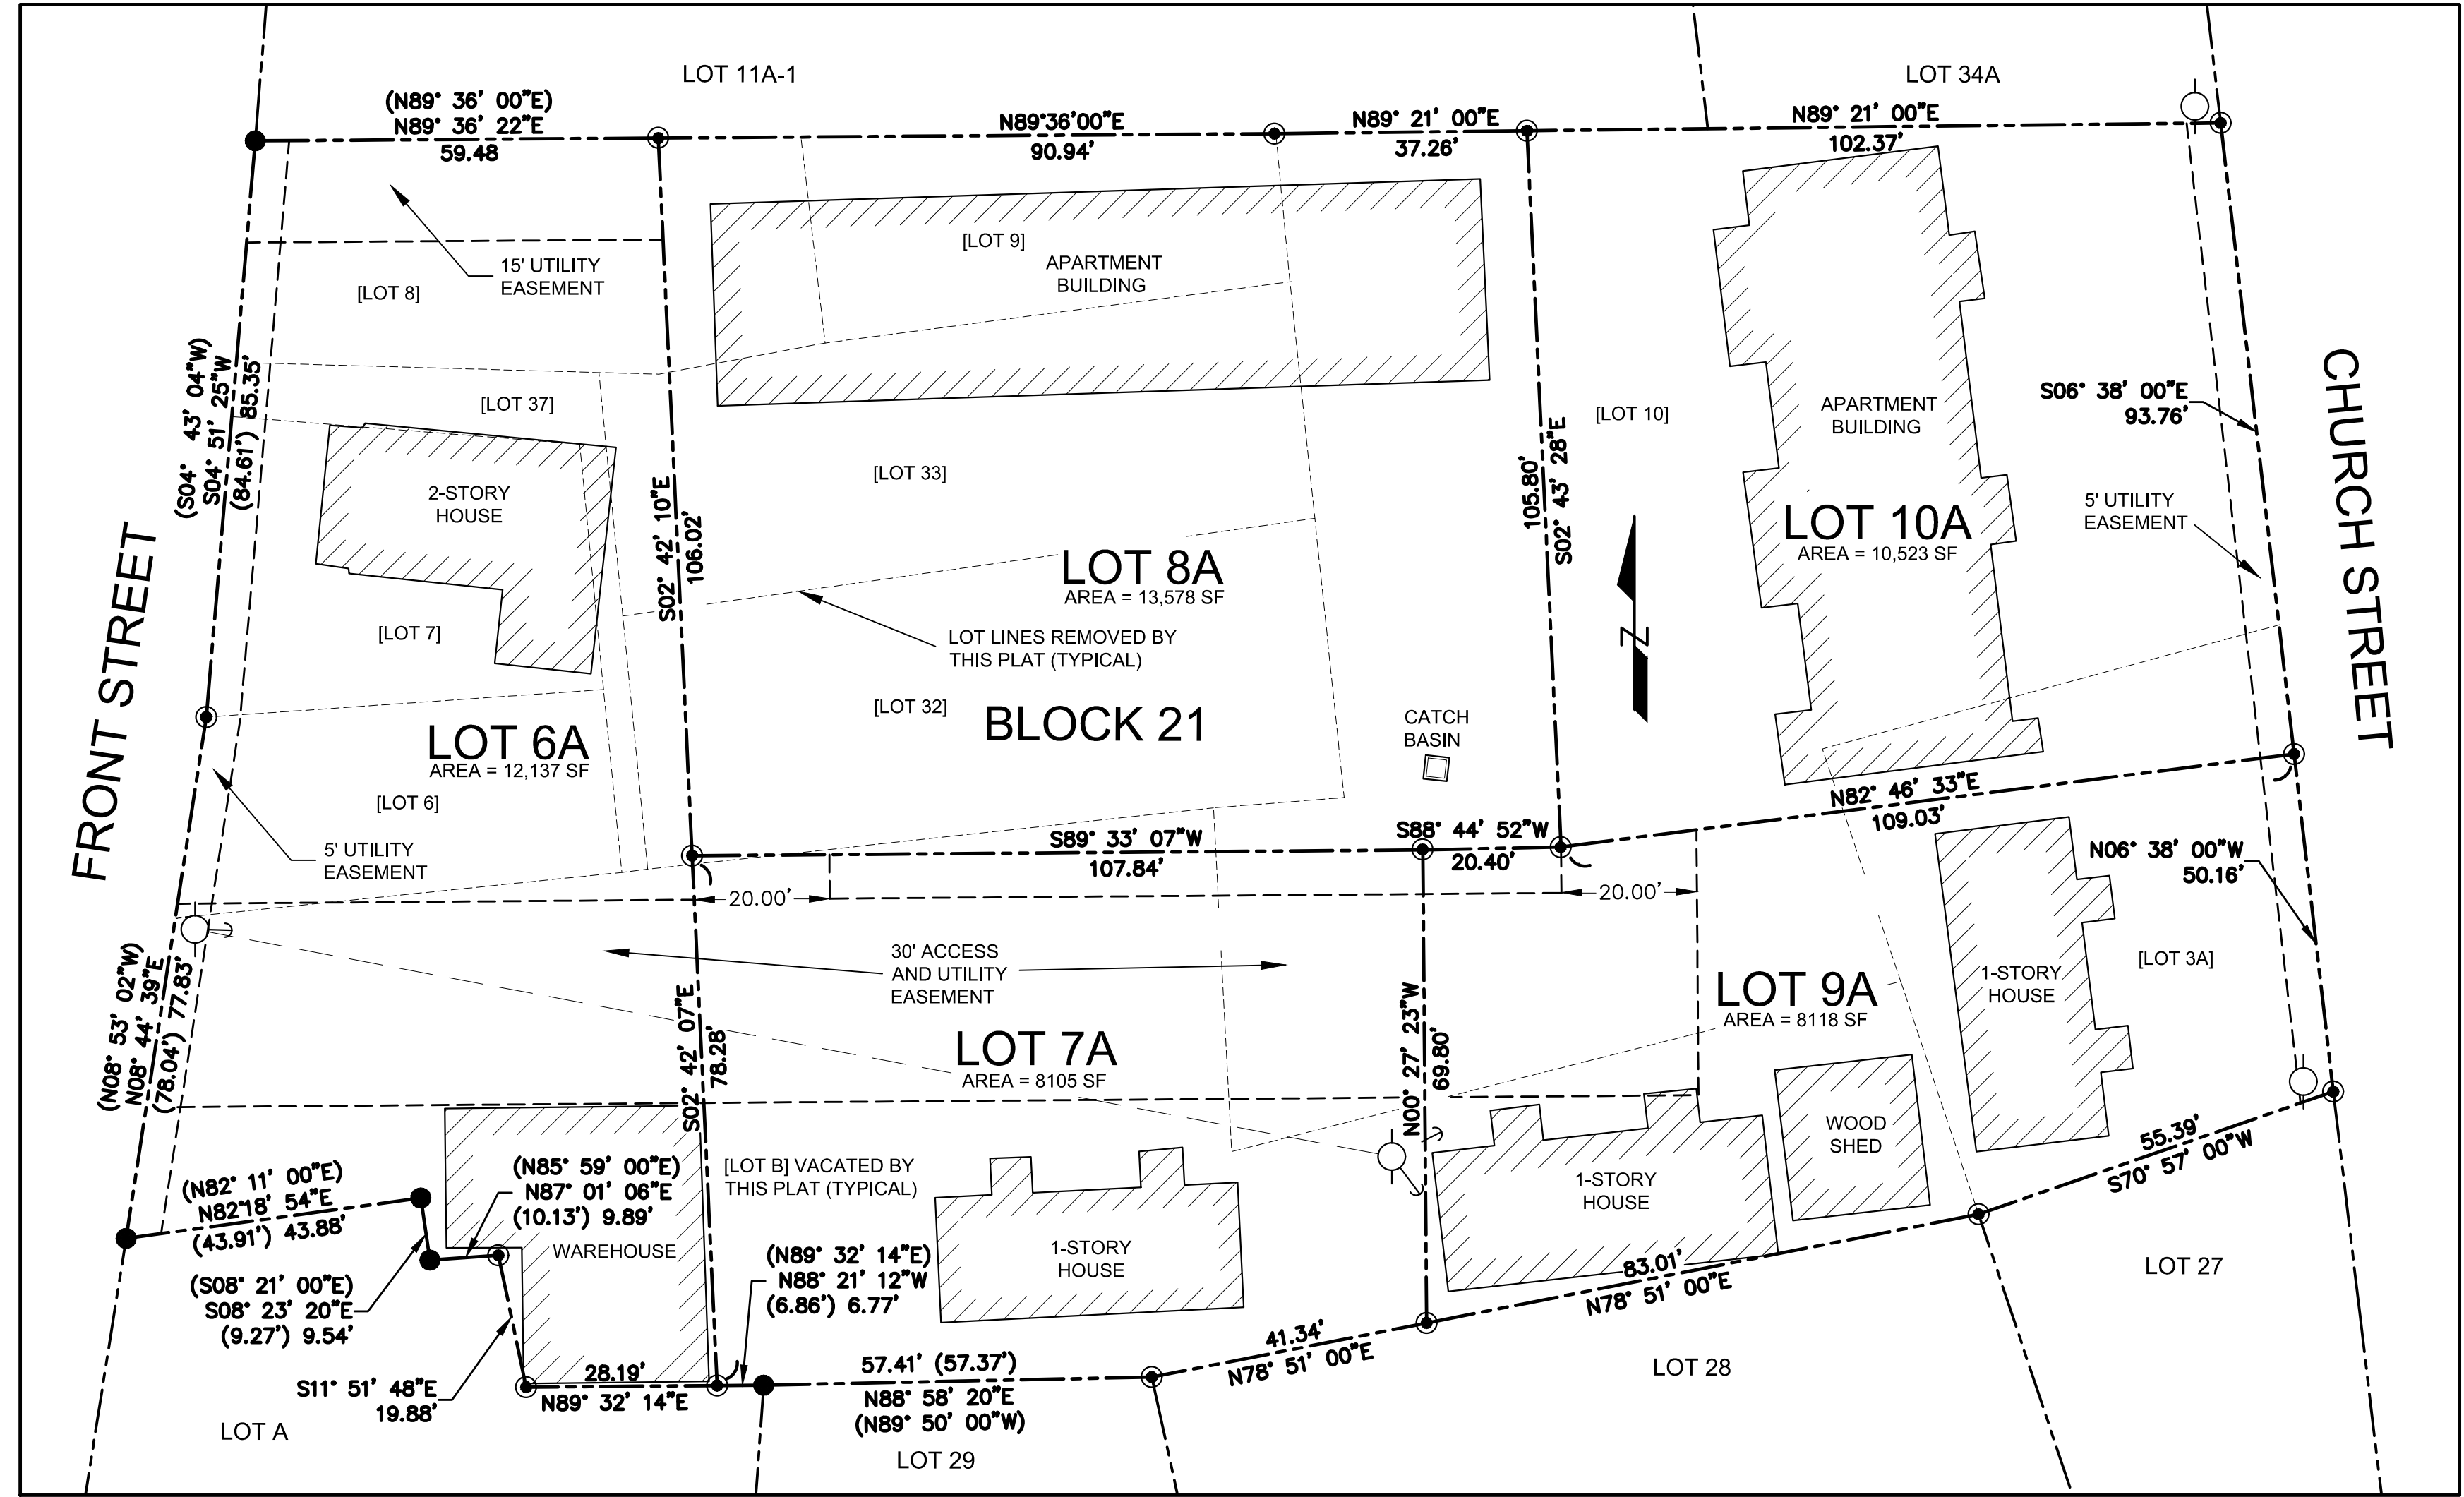 LOT 11A-1
LOT 34A
(N89° 36' 00"E)
N89° 36' 22"E
59.48
N89°36'00"E
90.94'
N89° 21' 00"E
37.26'
N89° 21' 00"E
102.37'
15' UTILITY
EASEMENT
[LOT 8]
[LOT 9]
APARTMENT
BUILDING
(S04° 43' 04"W)
S04° 51' 25"W
(84.61') 85.35'
[LOT 37]
2-STORY
HOUSE
[LOT 7]
S02° 42' 10"E
106.02'
[LOT 33]
LOT 8A
AREA = 13,578 SF
LOT LINES REMOVED BY
THIS PLAT (TYPICAL)
[LOT 32]
BLOCK 21
CATCH
BASIN
105.80'
S02° 43' 28"E
[LOT 10]
N
APARTMENT
BUILDING
LOT 10A
AREA = 10,523 SF
S06° 38' 00"E
93.76'
5' UTILITY
EASEMENT
CHURCH STREET
FRONT STREET
LOT 6A
AREA = 12,137 SF
[LOT 6]
5' UTILITY
EASEMENT
S89° 33' 07"W
107.84'
S88° 44' 52"W
20.40'
N82° 46' 33"E
109.03'
N06° 38' 00"W
50.16'
20.00'
20.00'
(N08° 53' 02"W)
N08° 44' 39"E
(78.04') 77.83'
30' ACCESS
AND UTILITY
EASEMENT
S02° 42' 07"E
78.28'
LOT 7A
AREA = 8105 SF
N00° 27' 23"W
69.80'
LOT 9A
AREA = 8118 SF
1-STORY
HOUSE
[LOT 3A]
WOOD
SHED
1-STORY
HOUSE
55.39'
S70° 57' 00"W
(N82° 11' 00"E)
N82°18' 54"E
(43.91') 43.88'
(N85° 59' 00"E)
N87° 01' 06"E
(10.13') 9.89'
WAREHOUSE
[LOT B] VACATED BY
THIS PLAT (TYPICAL)
(N89° 32' 14"E)
N88° 21' 12"W
(6.86') 6.77'
1-STORY
HOUSE
(S08° 21' 00"E)
S08° 23' 20"E
(9.27') 9.54'
S11° 51' 48"E
19.88'
28.19'
N89° 32' 14"E
57.41' (57.37')
N88° 58' 20"E
(N89° 50' 00"W)
41.34'
N78° 51' 00"E
83.01'
N78° 51' 00"E
LOT 27
LOT 28
LOT A
LOT 29